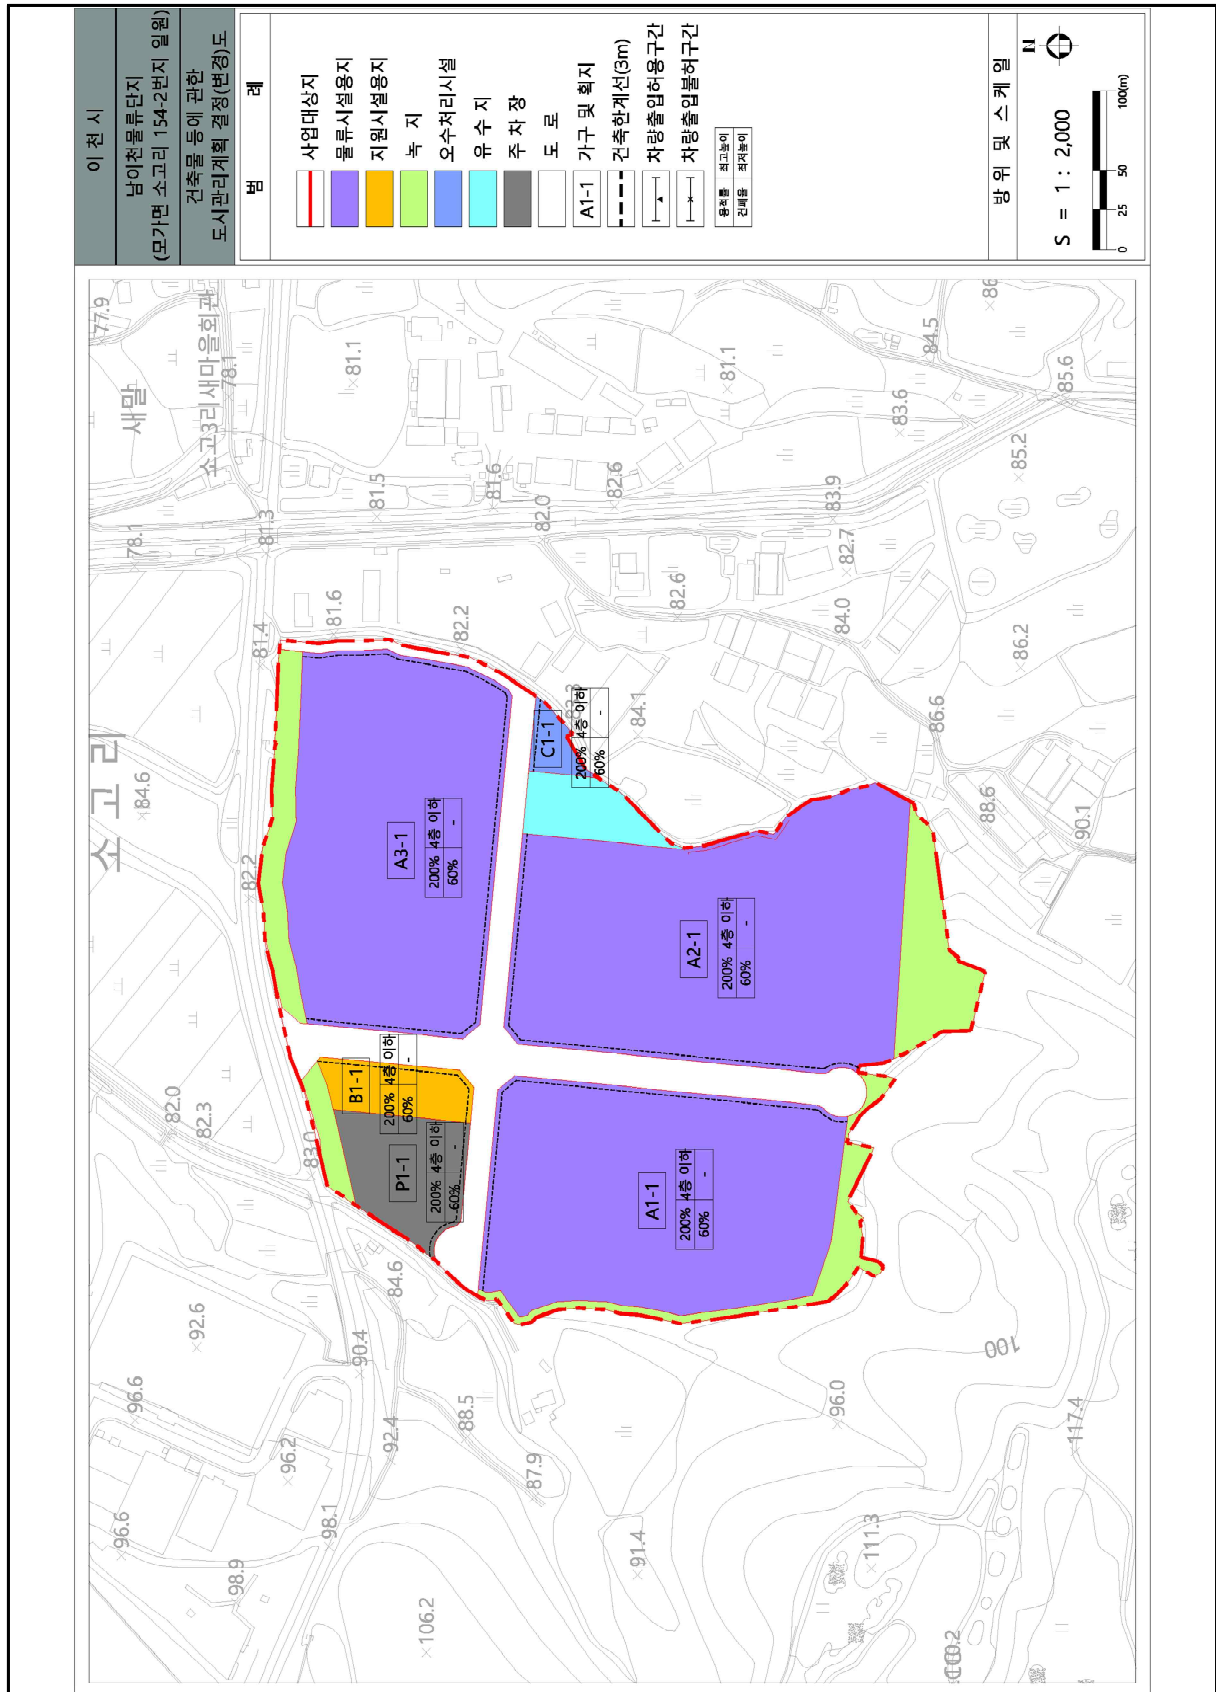 이 천 시
남이천물류단지
(모가면 소고리 154-2번지 일원)
건축물 등에 관한
도시관리계획 결정(변경)도
범 례
사업대상지
물류시설용지
지원시설용지
녹 지
오수처리시설
유 수 지
주 차 장
도 로
A1-1 가구 및 획지
건축한계선(3m)
차량출입허용구간
차량출입불허구간
용적률 최고높이
건폐율 최저높이
방 위 및 스 케 일
N
S = 1 : 2,000
0 25 50 100(m)
77.9
새말
소고3리새마을회관
78.1
81.1
81.1
84.5
86
85.6
83.6
85.2
78.1
81.3
81.5
81.6
82.0
82.6
83.9
82.7
81.4
81.6
82.2
82.6
84.0
86.2
84.1
86.6
88.6
90.1
소고리
84.6
82.2
A3-1
200% 4층 이하
60% -
C1-1
200% 4층 이하
60% -
A2-1
200% 4층 이하
60% -
B1-1
200% 4층 이하
60% -
P1-1
200% 4층 이하
60% -
A1-1
200% 4층 이하
60% -
82.0
82.3
83.0
84.6
92.6
90.4
96.6
96.2
92.4
88.5
87.9
96.0
100
117.4
96.6
98.1
98.9
91.4
111.3
106.2